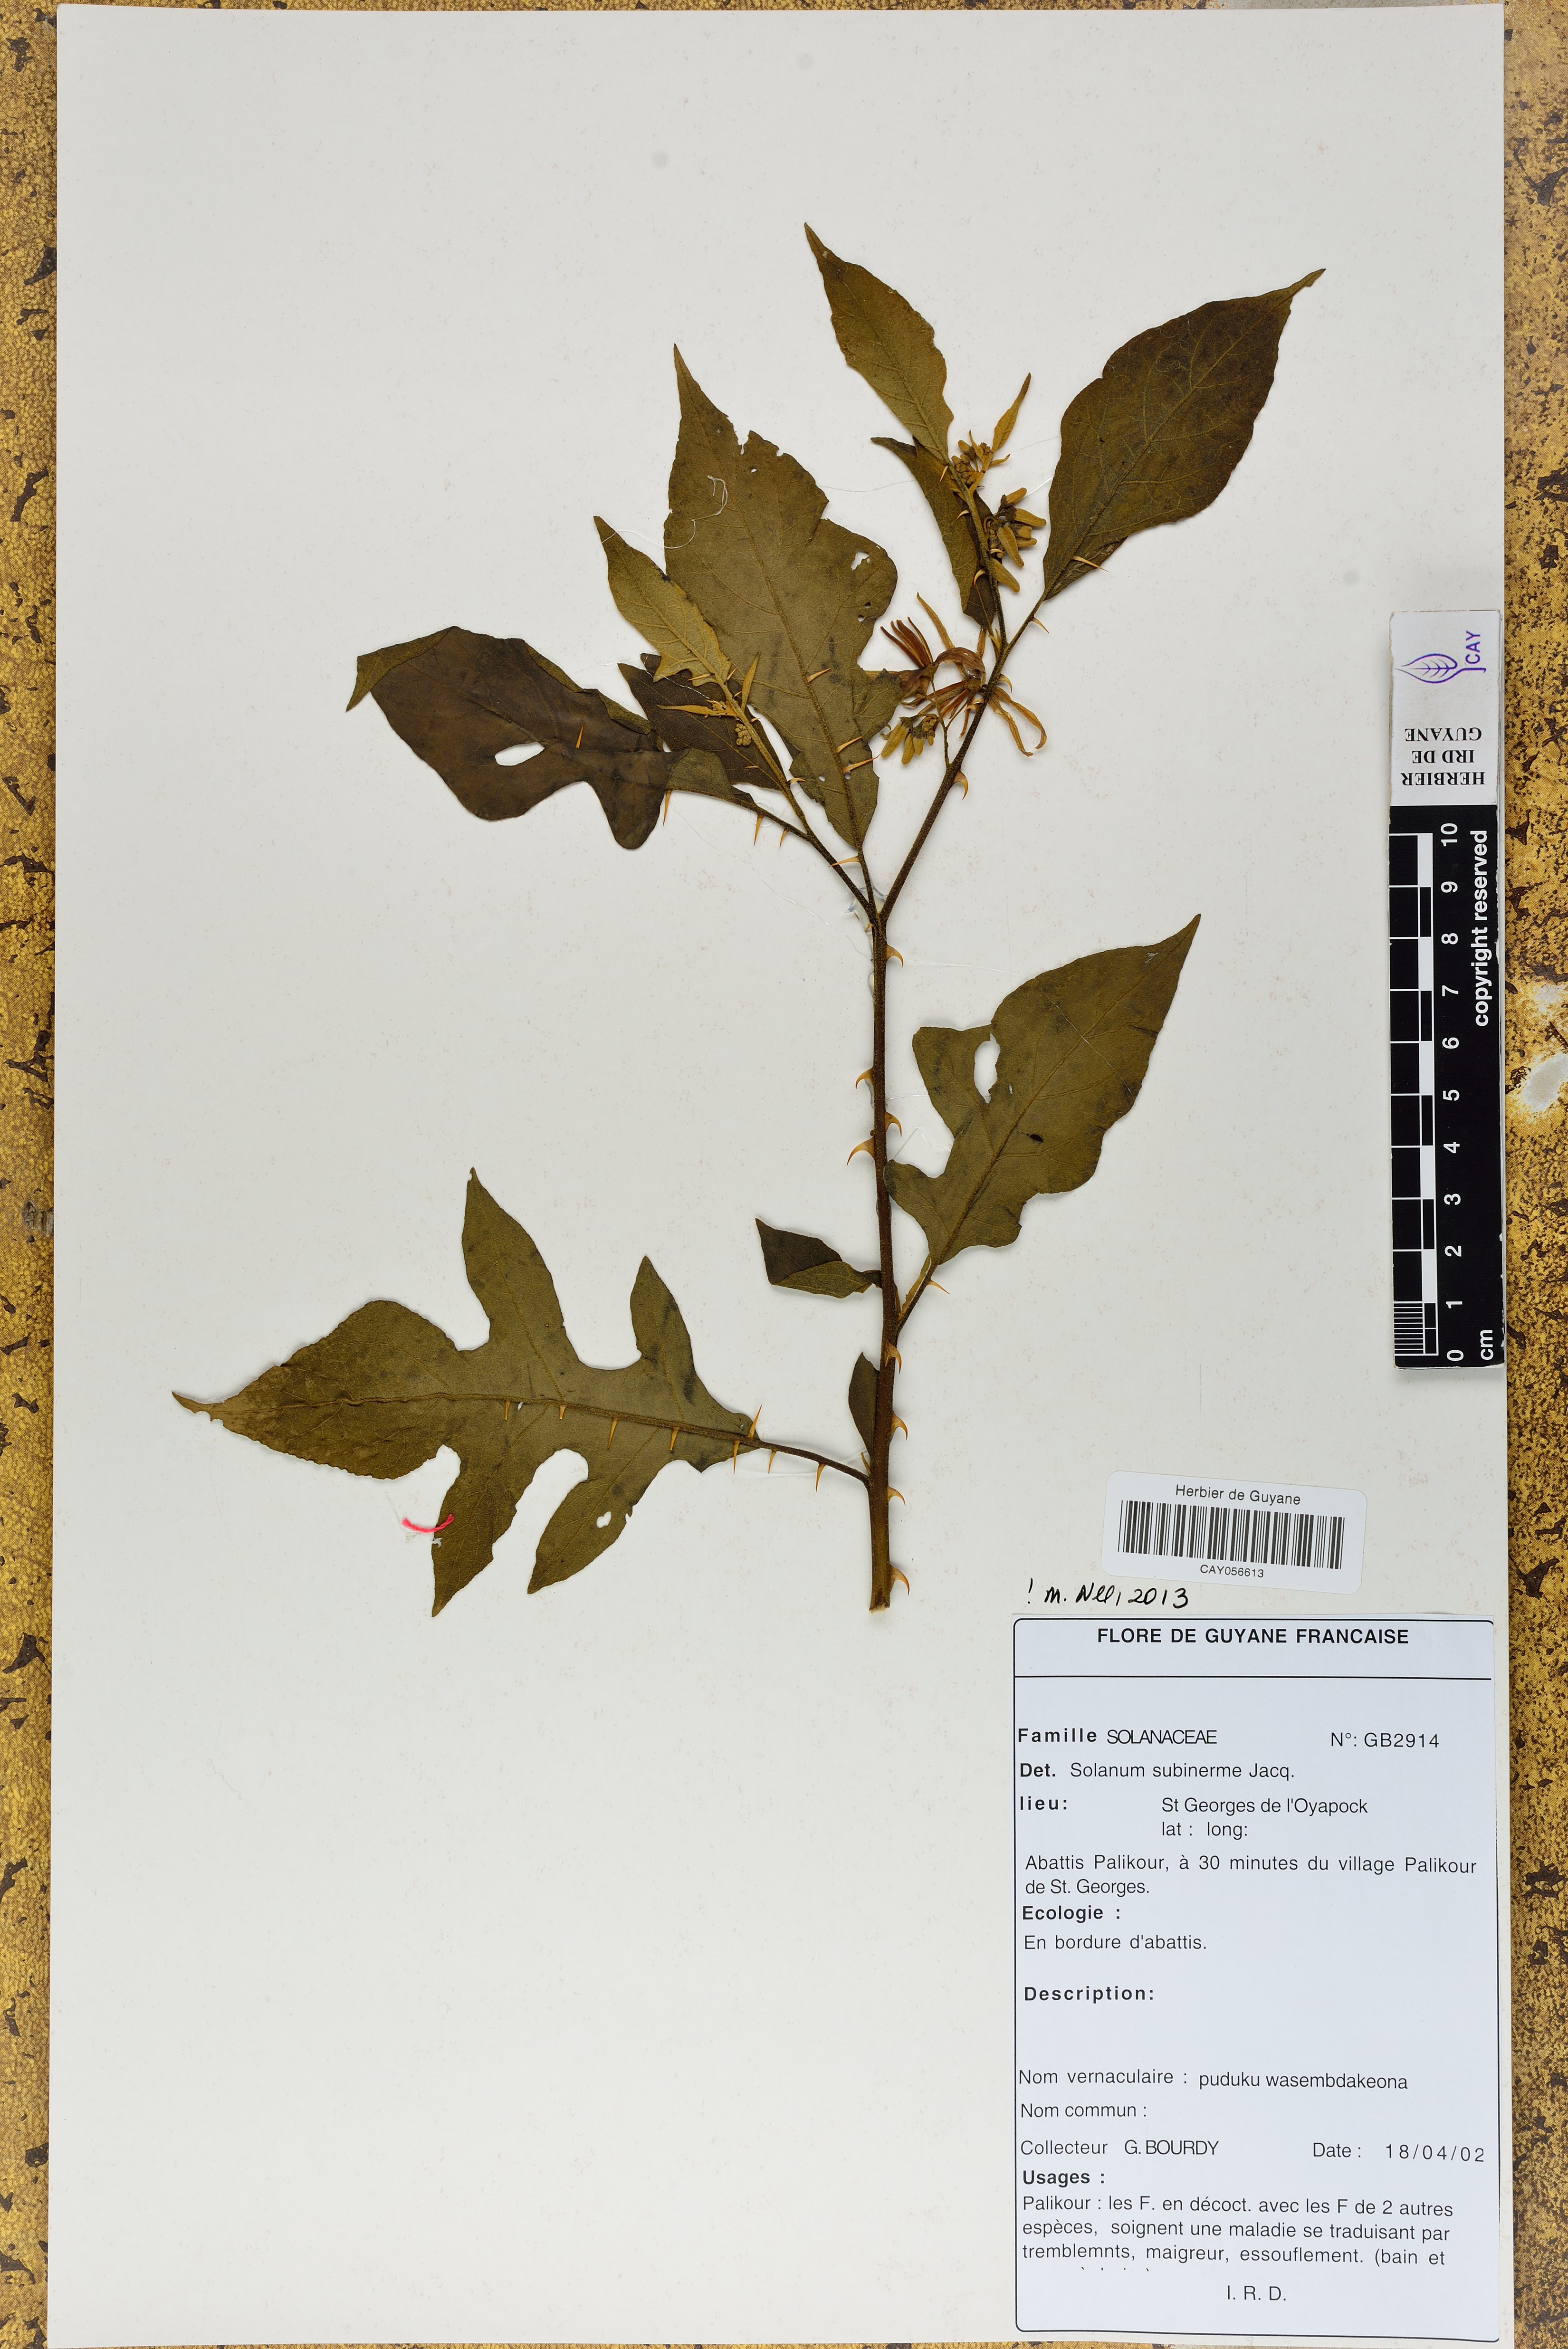 CAY
HERBIER
IRD DE
GUYANE
10
9
8
7
6
5
4
3
2
1
0
cm
copyright reserved
Herbier de Guyane
CAY056613
! M. Nee, 2013
FLORE DE GUYANE FRANCAISE
Famille SOLANACEAE N°: GB2914
Det. Solanum subinerme Jacq.
lieu: St Georges de l'Oyapock
lat : long:
Abattis Palikour, à 30 minutes du village Palikour
de St. Georges.
Ecologie :
En bordure d'abattis.
Description:
Nom vernaculaire : puduku wasembdakeona
Nom commun :
Collecteur G. BOURDY Date : 18/04/02
Usages :
Palikour : les F. en décoct. avec les F de 2 autres
espèces, soignent une maladie se traduisant par
tremblemnts, maigreur, essouflement. (bain et
I. R. D.